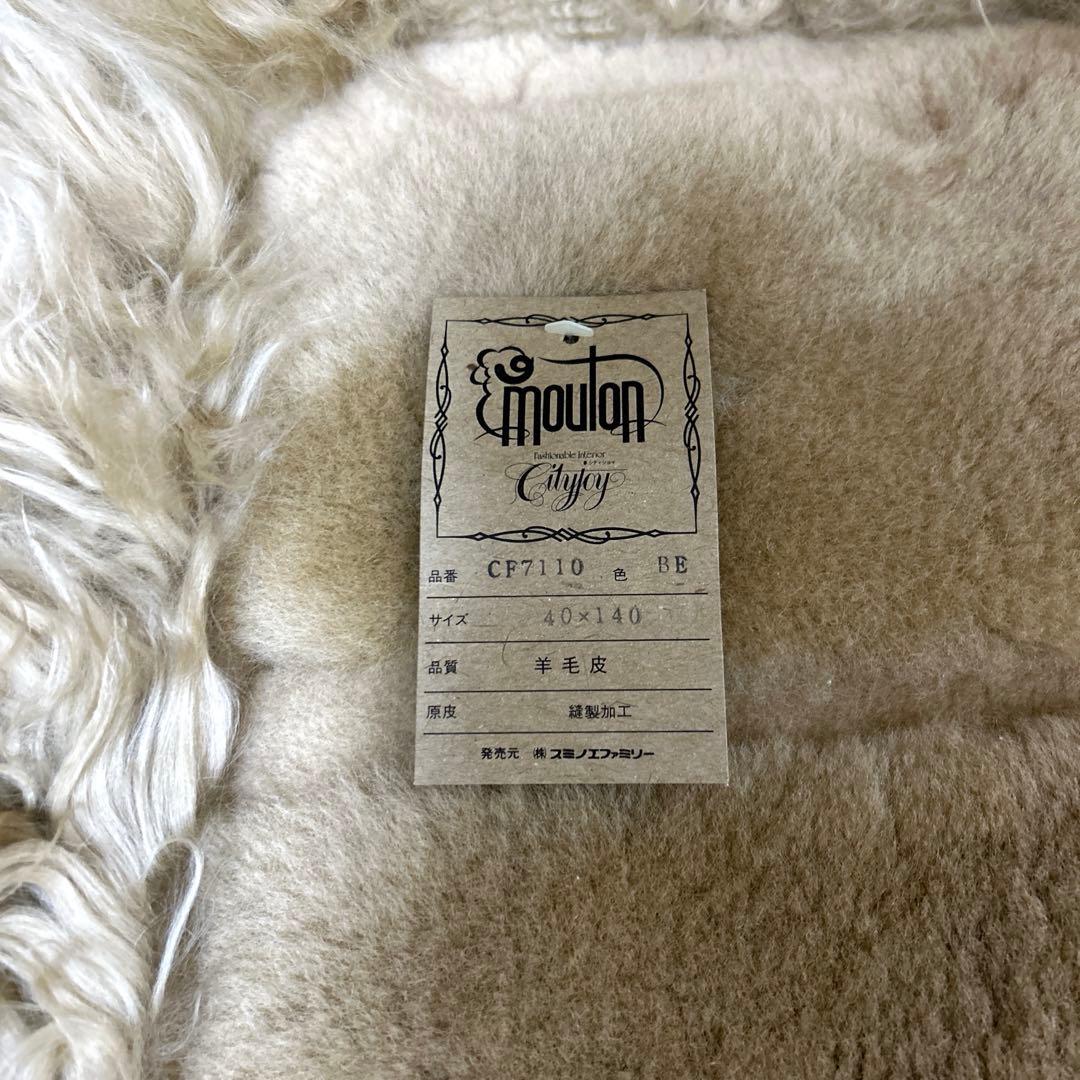 mouton
Fashionable Interior
シティジョイ
Cityjoy
品番 CF7110 色 BE
サイズ 40×140
品質 羊毛皮
原皮 縫製加工
発売元 ㈱ スミノエファミリー